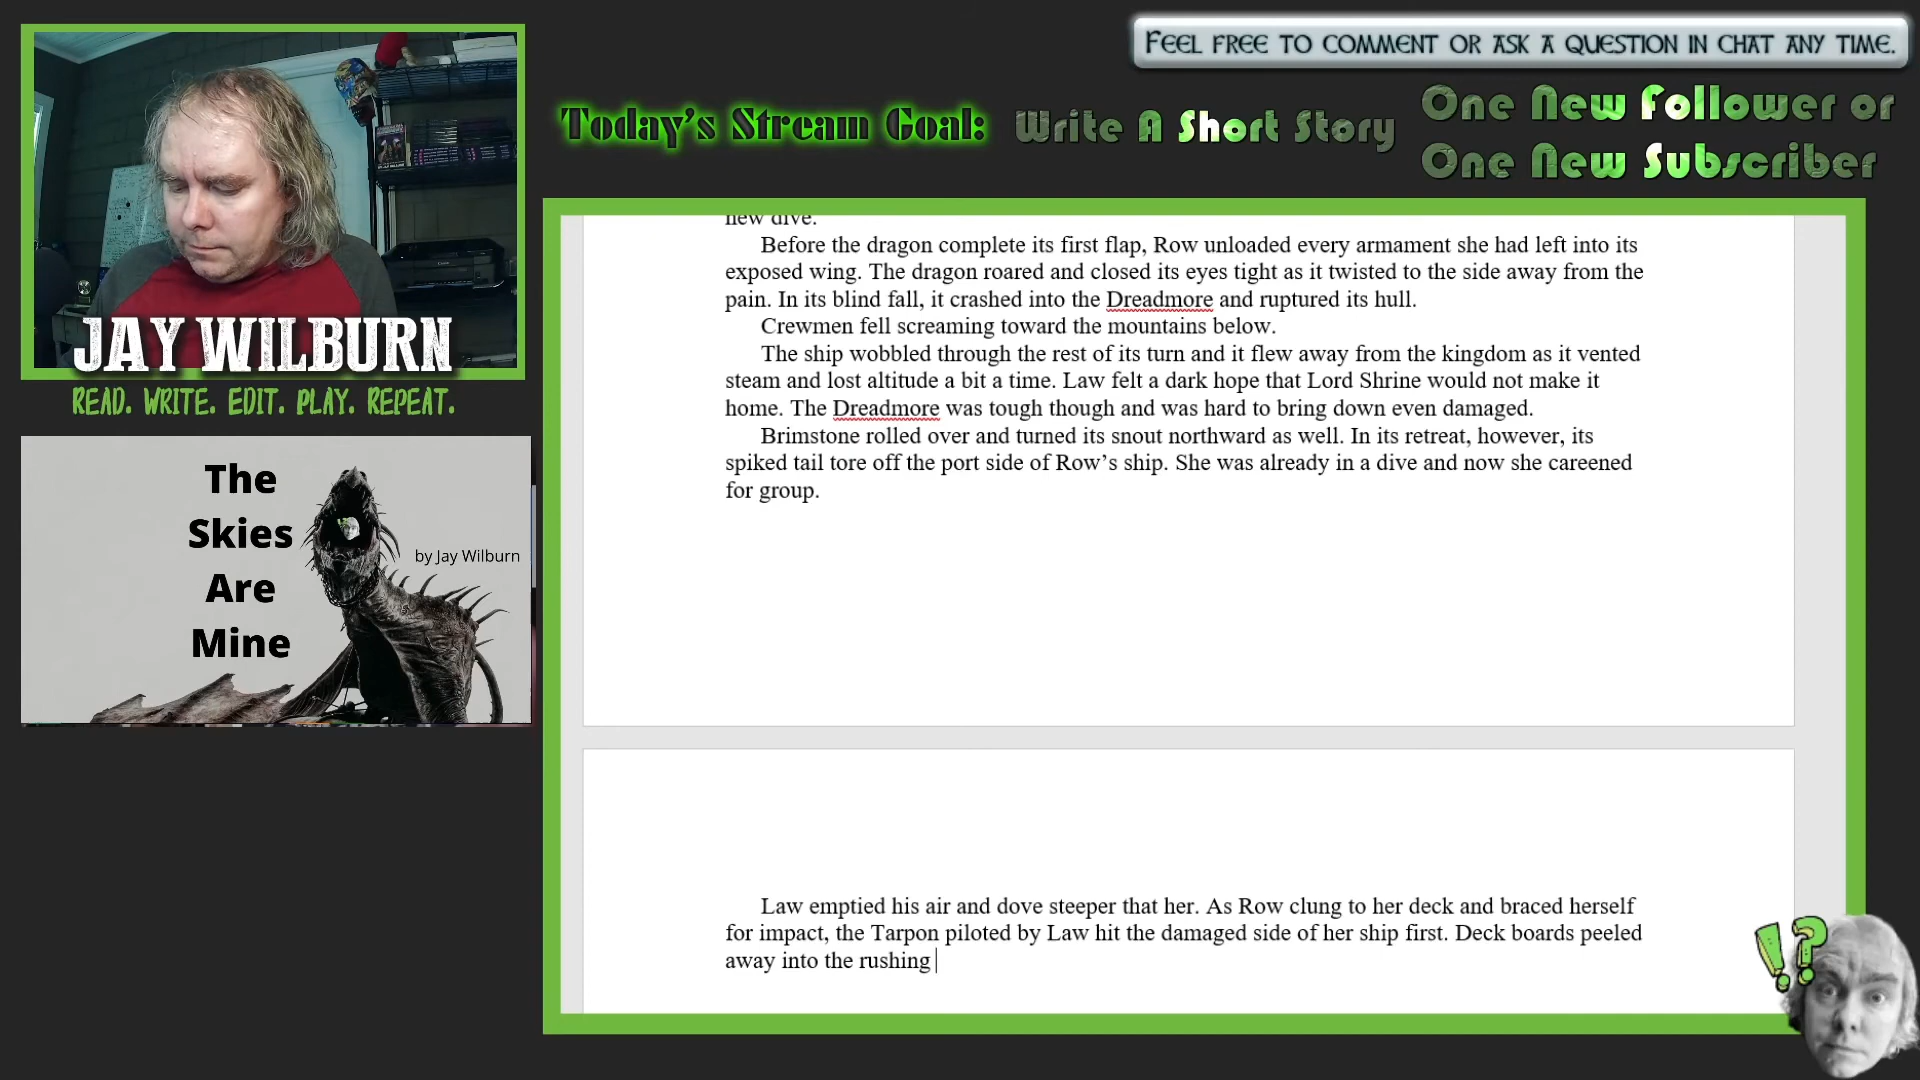 FEEL FREE TO COMMENT OR ASK A QUESTION IN CHAT ANY TIME.
Today's Stream Goal:
Write A Short Story
One New Follower or
One New Subscriber
JAY WILBURN
READ. WRITE. EDIT. PLAY. REPEAT.
The
Skies
Are
Mine
by Jay Wilburn
new dive.
Before the dragon complete its first flap, Row unloaded every armament she had left into its
exposed wing. The dragon roared and closed its eyes tight as it twisted to the side away from the
pain. In its blind fall, it crashed into the Dreadmore and ruptured its hull.
Crewmen fell screaming toward the mountains below.
The ship wobbled through the rest of its turn and it flew away from the kingdom as it vented
steam and lost altitude a bit a time. Law felt a dark hope that Lord Shrine would not make it
home. The Dreadmore was tough though and was hard to bring down even damaged.
Brimstone rolled over and turned its snout northward as well. In its retreat, however, its
spiked tail tore off the port side of Row’s ship. She was already in a dive and now she careened
for group.
Law emptied his air and dove steeper that her. As Row clung to her deck and braced herself
for impact, the Tarpon piloted by Law hit the damaged side of her ship first. Deck boards peeled
away into the rushing
!?